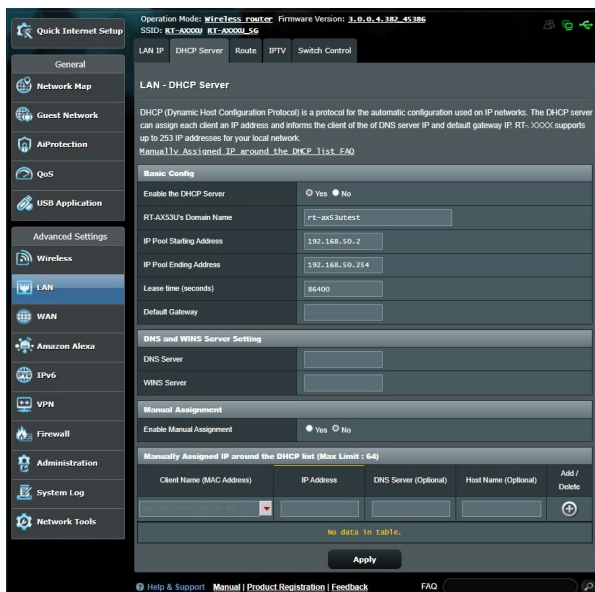 Quick Internet Setup
General
Network Map
Guest Network
AiProtection
QoS
USB Application
Advanced Settings
Wireless
LAN
WAN
Amazon Alexa
IPv6
VPN
Firewall
Administration
System Log
Network Tools
Operation Mode: Wireless router Firmware Version: 3.0.0.4.382_45386
SSID: RT-AXXXU RT-AXXXU_5G
LAN IP DHCP Server Route IPTV Switch Control
LAN - DHCP Server
DHCP (Dynamic Host Configuration Protocol) is a protocol for the automatic configuration used on IP networks. The DHCP server
can assign each client an IP address and informs the client of the of DNS server IP and default gateway IP. RT-XXXX supports
up to 253 IP addresses for your local network.
Manually Assigned IP around the DHCP list FAQ
Basic Config
Enable the DHCP Server Yes No
RT-AX53U's Domain Name rt-ax53utest
IP Pool Starting Address 192.168.50.2
IP Pool Ending Address 192.168.50.254
Lease time (seconds) 86400
Default Gateway
DNS and WINS Server Setting
DNS Server
WINS Server
Manual Assignment
Enable Manual Assignment Yes No
Manually Assigned IP around the DHCP list (Max Limit : 64)
Client Name (MAC Address) IP Address DNS Server (Optional) Host Name (Optional) Add /
Delete
No data in table.
Apply
Help & Support Manual | Product Registration | Feedback FAQ